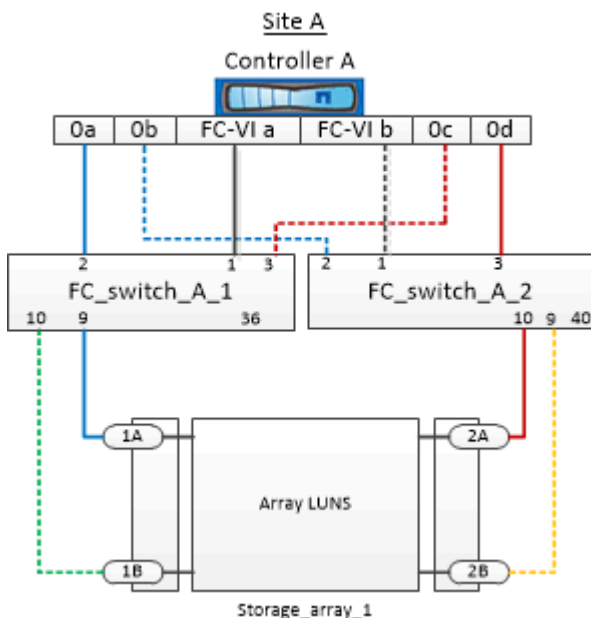 Site A
Controller A
0a 0b FC-VI a FC-VI b 0c 0d
2 1 3 2 1 3
FC_switch_A_1 FC_switch_A_2
10 9 36 10 9 40
1A 2A
Array LUNS
1B 2B
Storage_array_1